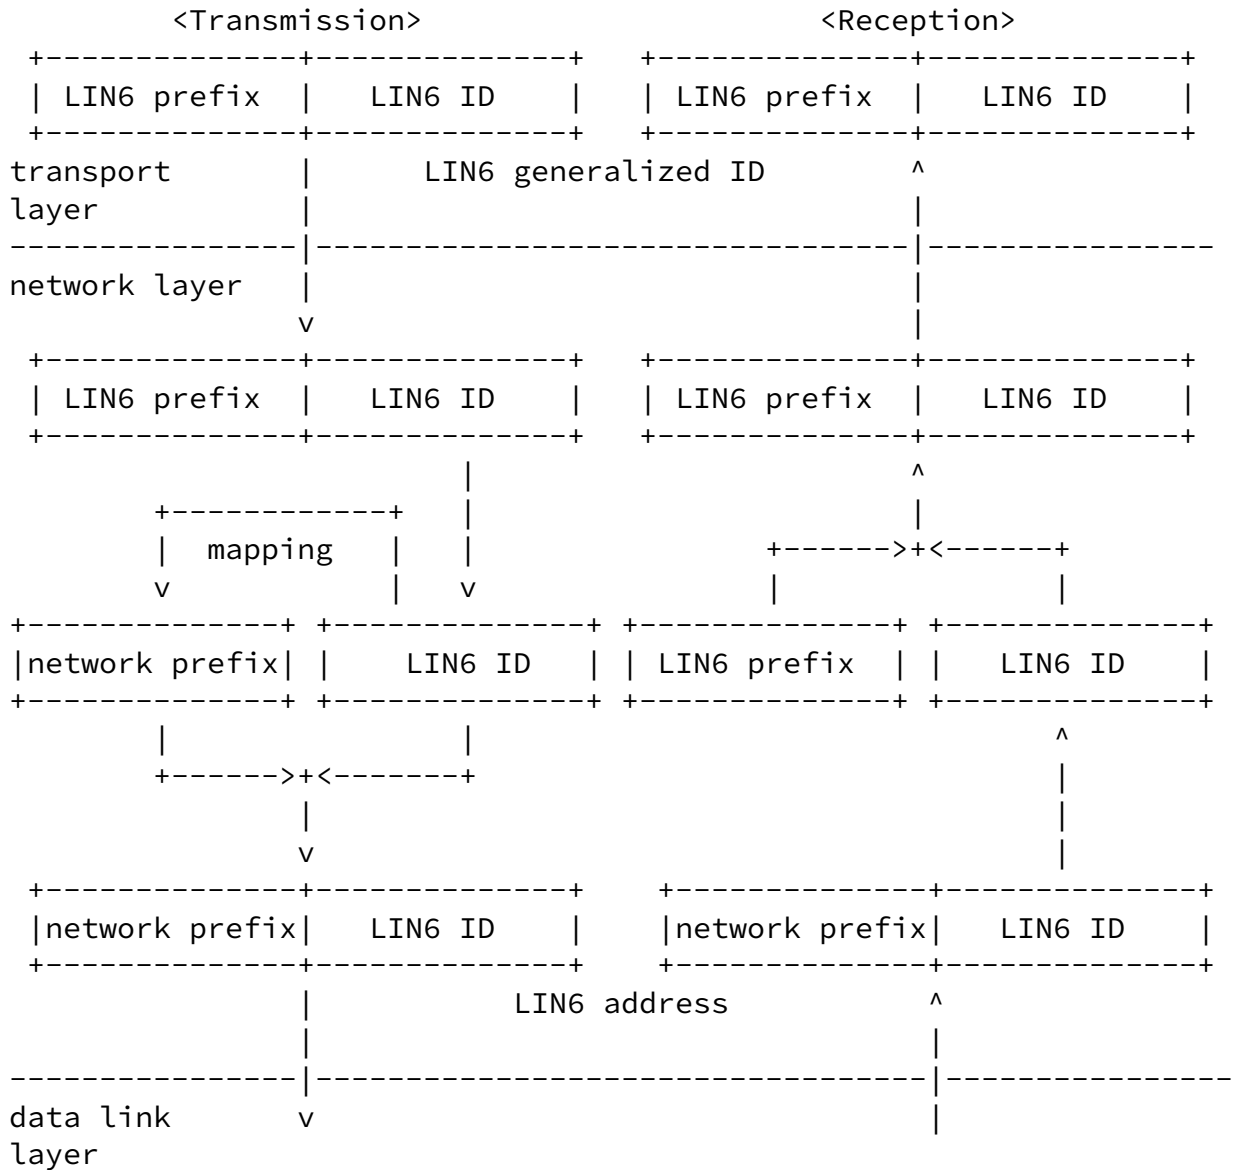 <Transmission>                      <Reception>
 +--------------+--------------+   +--------------+--------------+
 | LIN6 prefix  |   LIN6 ID    |   | LIN6 prefix  |   LIN6 ID    |
 +--------------+--------------+   +--------------+--------------+
transport       |      LIN6 generalized ID        ^
layer           |                                 |
----------------|---------------------------------|----------------
network layer   |                                 |
                v                                 |
 +--------------+--------------+   +--------------+--------------+
 | LIN6 prefix  |   LIN6 ID    |   | LIN6 prefix  |   LIN6 ID    |
 +--------------+--------------+   +--------------+--------------+
                         |                        ^
        +------------+   |                        |
        |  mapping   |   |                +------>+<------+
        v            |   v                |               |
+--------------+ +--------------+ +--------------+ +--------------+
|network prefix| |    LIN6 ID   | | LIN6 prefix  | |   LIN6 ID    |
+--------------+ +--------------+ +--------------+ +--------------+
        |                |                                ^
        +------>+<-------+                                |
                |                                         |
                v                                         |
 +--------------+--------------+    +--------------+--------------+
 |network prefix|   LIN6 ID    |    |network prefix|   LIN6 ID    |
 +--------------+--------------+    +--------------+--------------+
                |           LIN6 address           ^
                |                                  |
----------------|----------------------------------|----------------
data link       v                                  |
layer